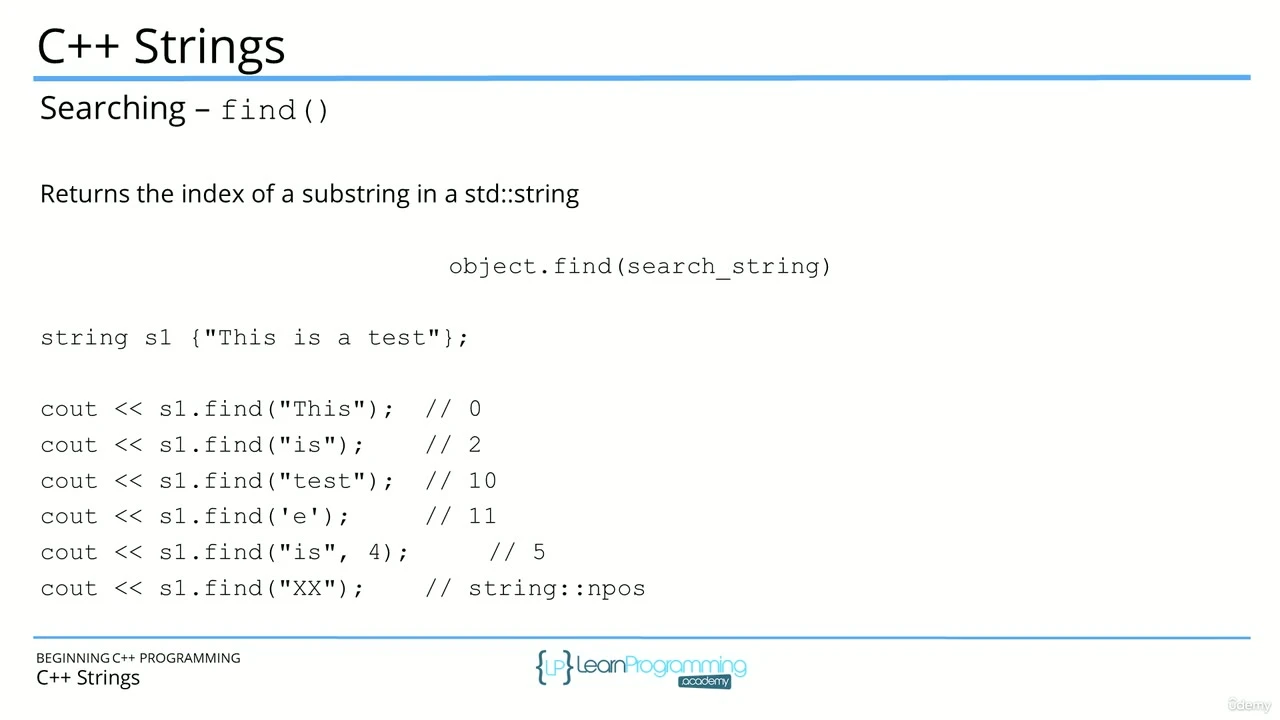 C++ Strings
Searching – find()
Returns the index of a substring in a std::string
object.find(search_string)
string s1 {"This is a test"};
cout << s1.find("This");  // 0
cout << s1.find("is");    // 2
cout << s1.find("test");  // 10
cout << s1.find('e');     // 11
cout << s1.find("is", 4);     // 5
cout << s1.find("XX");    // string::npos
BEGINNING C++ PROGRAMMING
C++ Strings
{LP} LearnProgramming
.academy
ûdemy